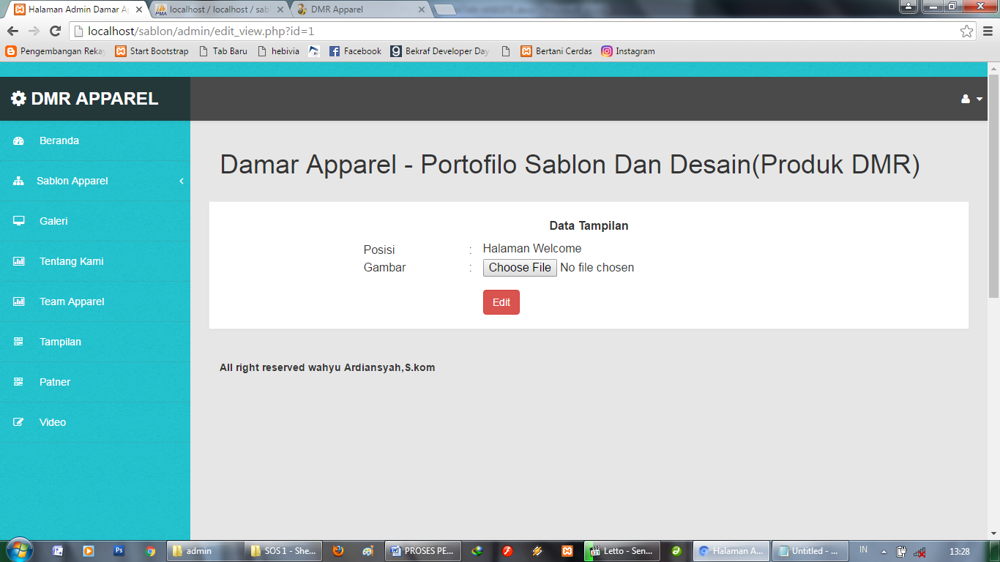 Halaman Admin Damar A
localhost / localhost / sabl
DMR Apparel
localhost/sablon/admin/edit_view.php?id=1
Pengembangan Reka
Start Bootstrap
Tab Baru
hebivia
Facebook
Bekraf Developer Day
Bertani Cerdas
Instagram
DMR APPAREL
Beranda
Sablon Apparel
Galeri
Tentang Kami
Team Apparel
Tampilan
Patner
Video
Damar Apparel - Portofilo Sablon Dan Desain(Produk DMR)
Data Tampilan
Posisi : Halaman Welcome
Gambar : Choose File No file chosen
Edit
All right reserved wahyu Ardiansyah,S.kom
admin
SOS 1 - She...
PROSES PE...
Letto - Sen...
Halaman A...
Untitled - ...
IN
13:28